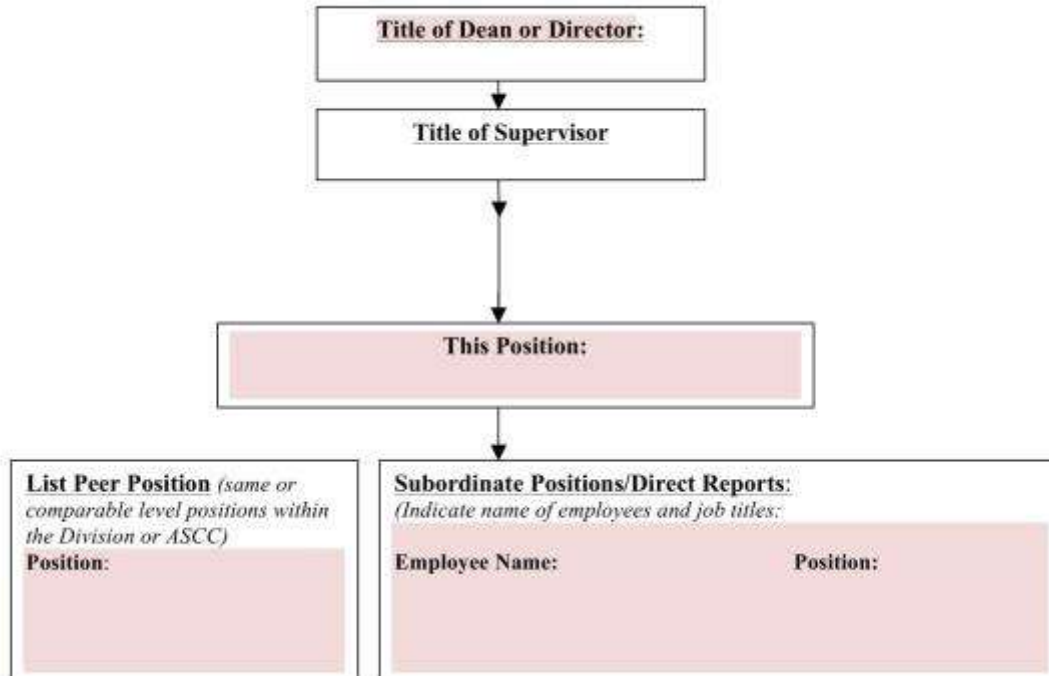 Title of Dean or Director:
Title of Supervisor
This Position:
List Peer Position (same or
comparable level positions within
the Division or ASCC)
Position:
Subordinate Positions/Direct Reports:
(Indicate name of employees and job titles:
Employee Name: Position: